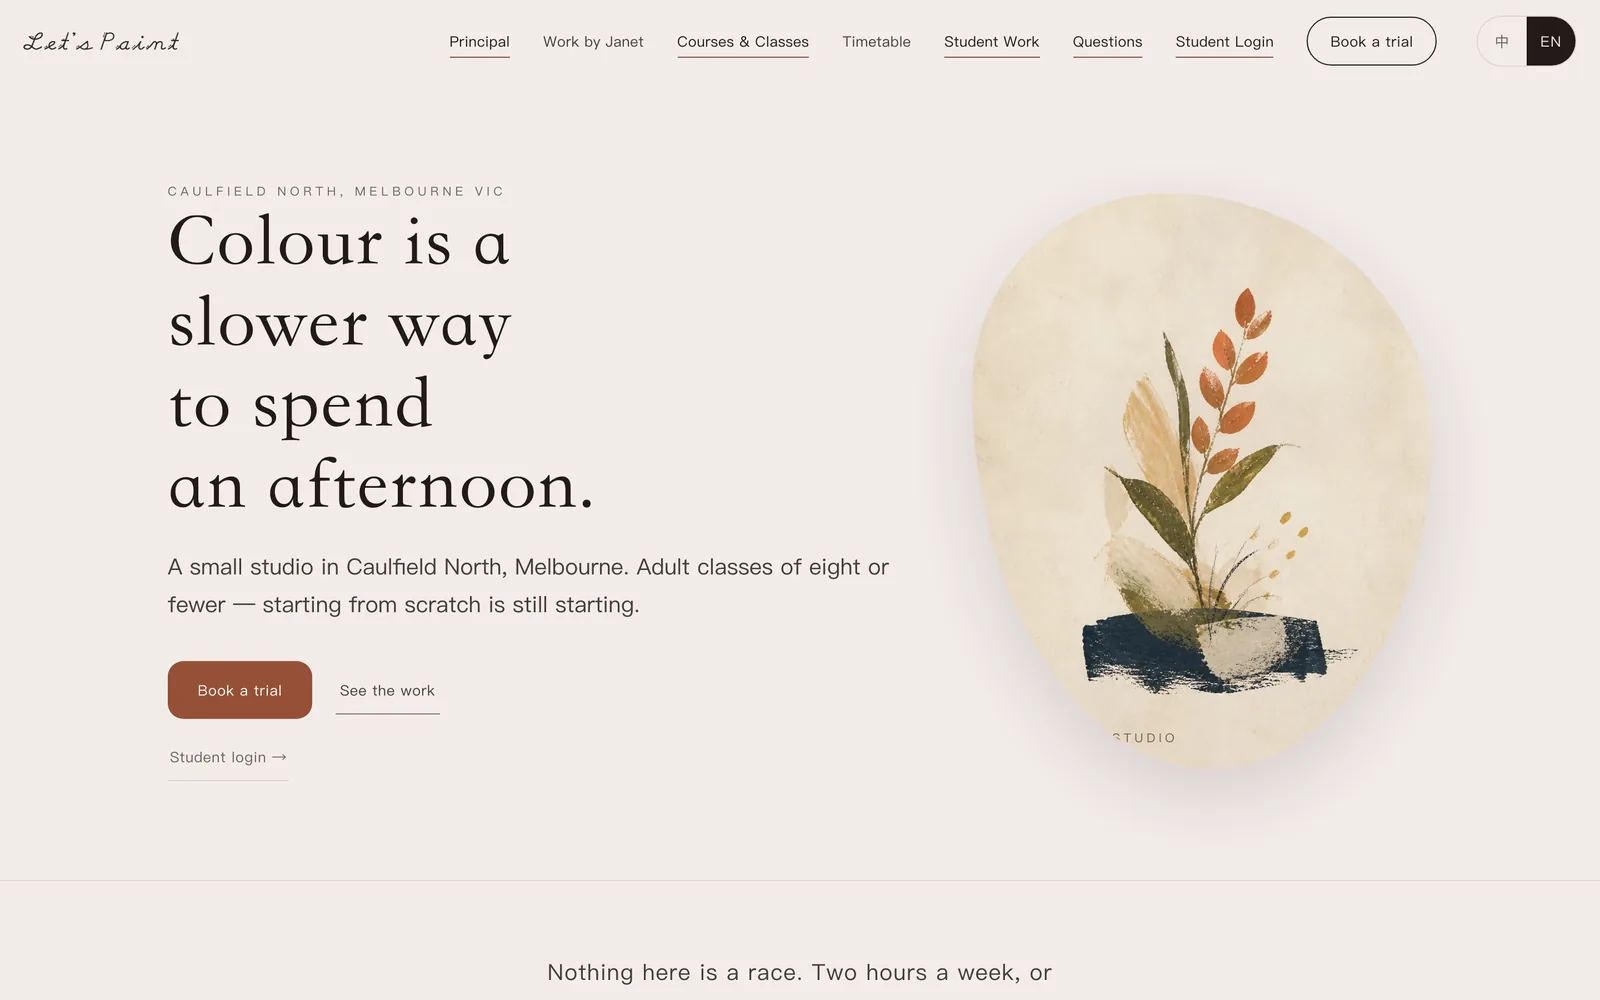 Let's Paint
Principal
Work by Janet
Courses & Classes
Timetable
Student Work
Questions
Student Login
Book a trial
中
EN
CAULFIELD NORTH, MELBOURNE VIC
Colour is a
slower way
to spend
an afternoon.
A small studio in Caulfield North, Melbourne. Adult classes of eight or
fewer — starting from scratch is still starting.
Book a trial
See the work
Student login →
STUDIO
Nothing here is a race. Two hours a week, or